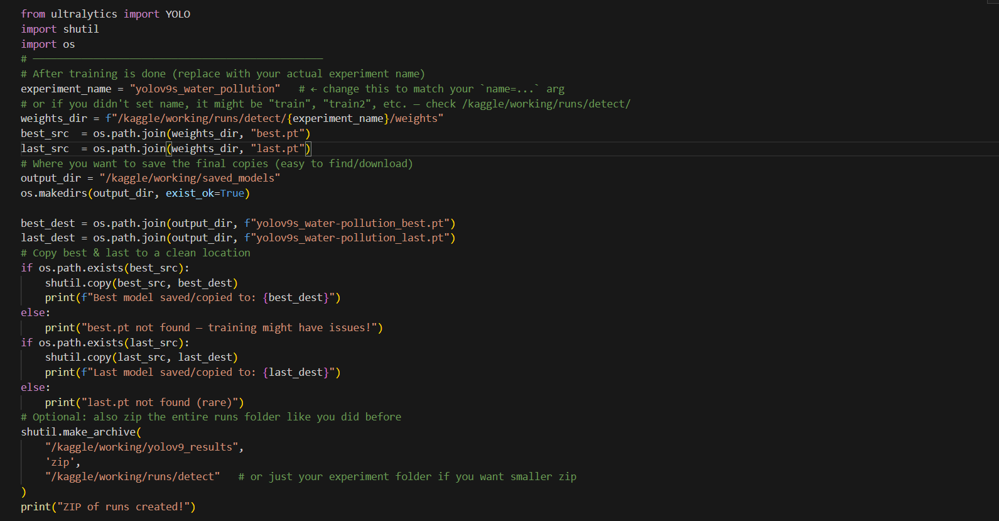 from ultralytics import YOLO
import shutil
import os
# ────────────────────────────────────────────────
# After training is done (replace with your actual experiment name)
experiment_name = "yolov9s_water_pollution"   # ← change this to match your `name=...` arg
# or if you didn't set name, it might be "train", "train2", etc. — check /kaggle/working/runs/detect/
weights_dir = f"/kaggle/working/runs/detect/{experiment_name}/weights"
best_src  = os.path.join(weights_dir, "best.pt")
last_src  = os.path.join(weights_dir, "last.pt")
# Where you want to save the final copies (easy to find/download)
output_dir = "/kaggle/working/saved_models"
os.makedirs(output_dir, exist_ok=True)

best_dest = os.path.join(output_dir, f"yolov9s_water-pollution_best.pt")
last_dest = os.path.join(output_dir, f"yolov9s_water-pollution_last.pt")
# Copy best & last to a clean location
if os.path.exists(best_src):
    shutil.copy(best_src, best_dest)
    print(f"Best model saved/copied to: {best_dest}")
else:
    print("best.pt not found — training might have issues!")
if os.path.exists(last_src):
    shutil.copy(last_src, last_dest)
    print(f"Last model saved/copied to: {last_dest}")
else:
    print("last.pt not found (rare)")
# Optional: also zip the entire runs folder like you did before
shutil.make_archive(
    "/kaggle/working/yolov9_results",
    'zip',
    "/kaggle/working/runs/detect"   # or just your experiment folder if you want smaller zip
)
print("ZIP of runs created!")